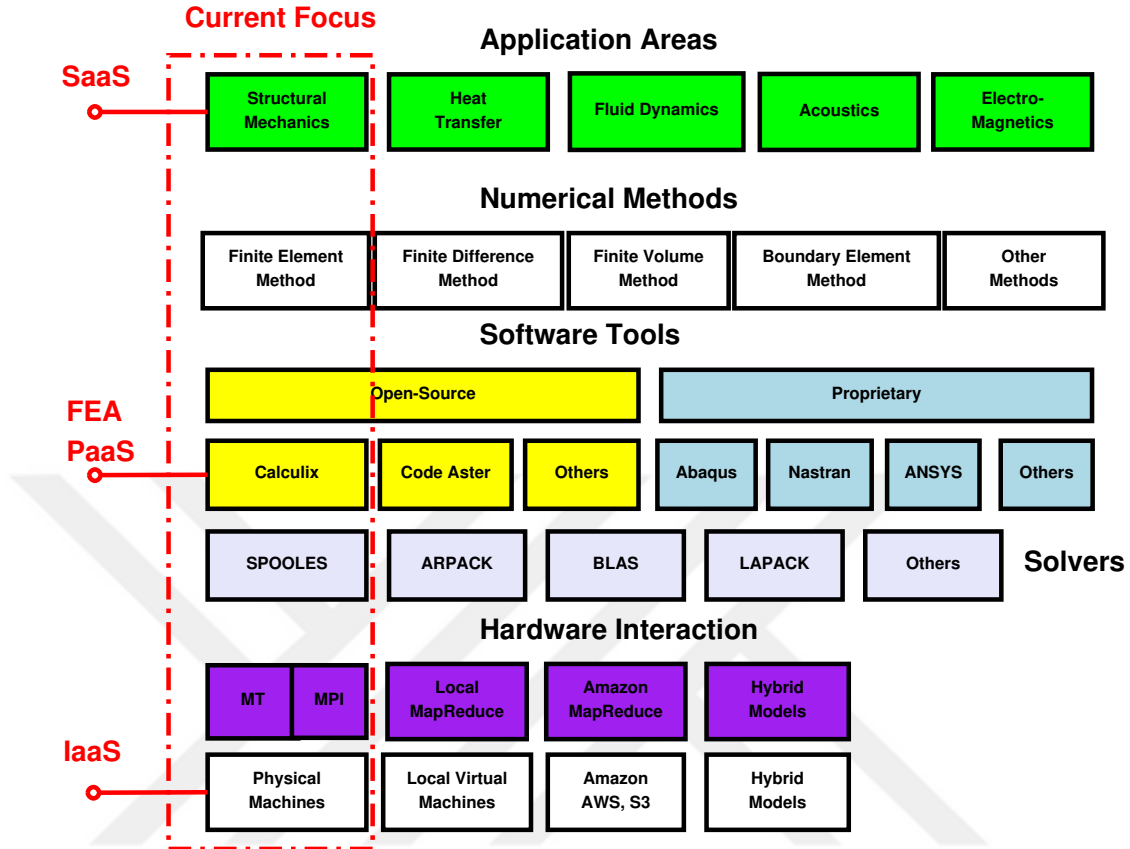 Current Focus
Application Areas
SaaS
Structural
Mechanics
Heat
Transfer
Fluid Dynamics
Acoustics
Electro-
Magnetics
Numerical Methods
Finite Element
Method
Finite Difference
Method
Finite Volume
Method
Boundary Element
Method
Other
Methods
Software Tools
Open-Source
Proprietary
FEA
PaaS
Calculix
Code Aster
Others
Abaqus
Nastran
ANSYS
Others
SPOOLES
ARPACK
BLAS
LAPACK
Others
Solvers
Hardware Interaction
MT
MPI
Local
MapReduce
Amazon
MapReduce
Hybrid
Models
IaaS
Physical
Machines
Local Virtual
Machines
Amazon
AWS, S3
Hybrid
Models